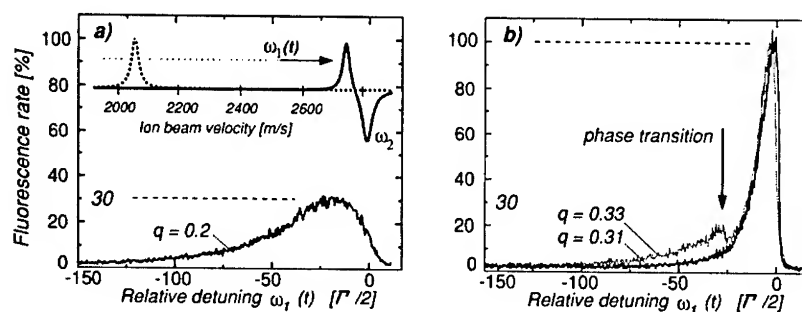 a)
ω₁(t)
100
80
60
40
20
0
Fluorescence rate [%]
2000 2200 2400 2600
Ion beam velocity [m/s]
ω₂
30
q = 0.2
-150 -100 -50 0
Relative detuning ω₁ (t) [Γ/2]
b)
100
80
60
40
20
0
phase transition
30
q = 0.33
q = 0.31
-150 -100 -50 0
Relative detuning ω₁ (t) [Γ/2]